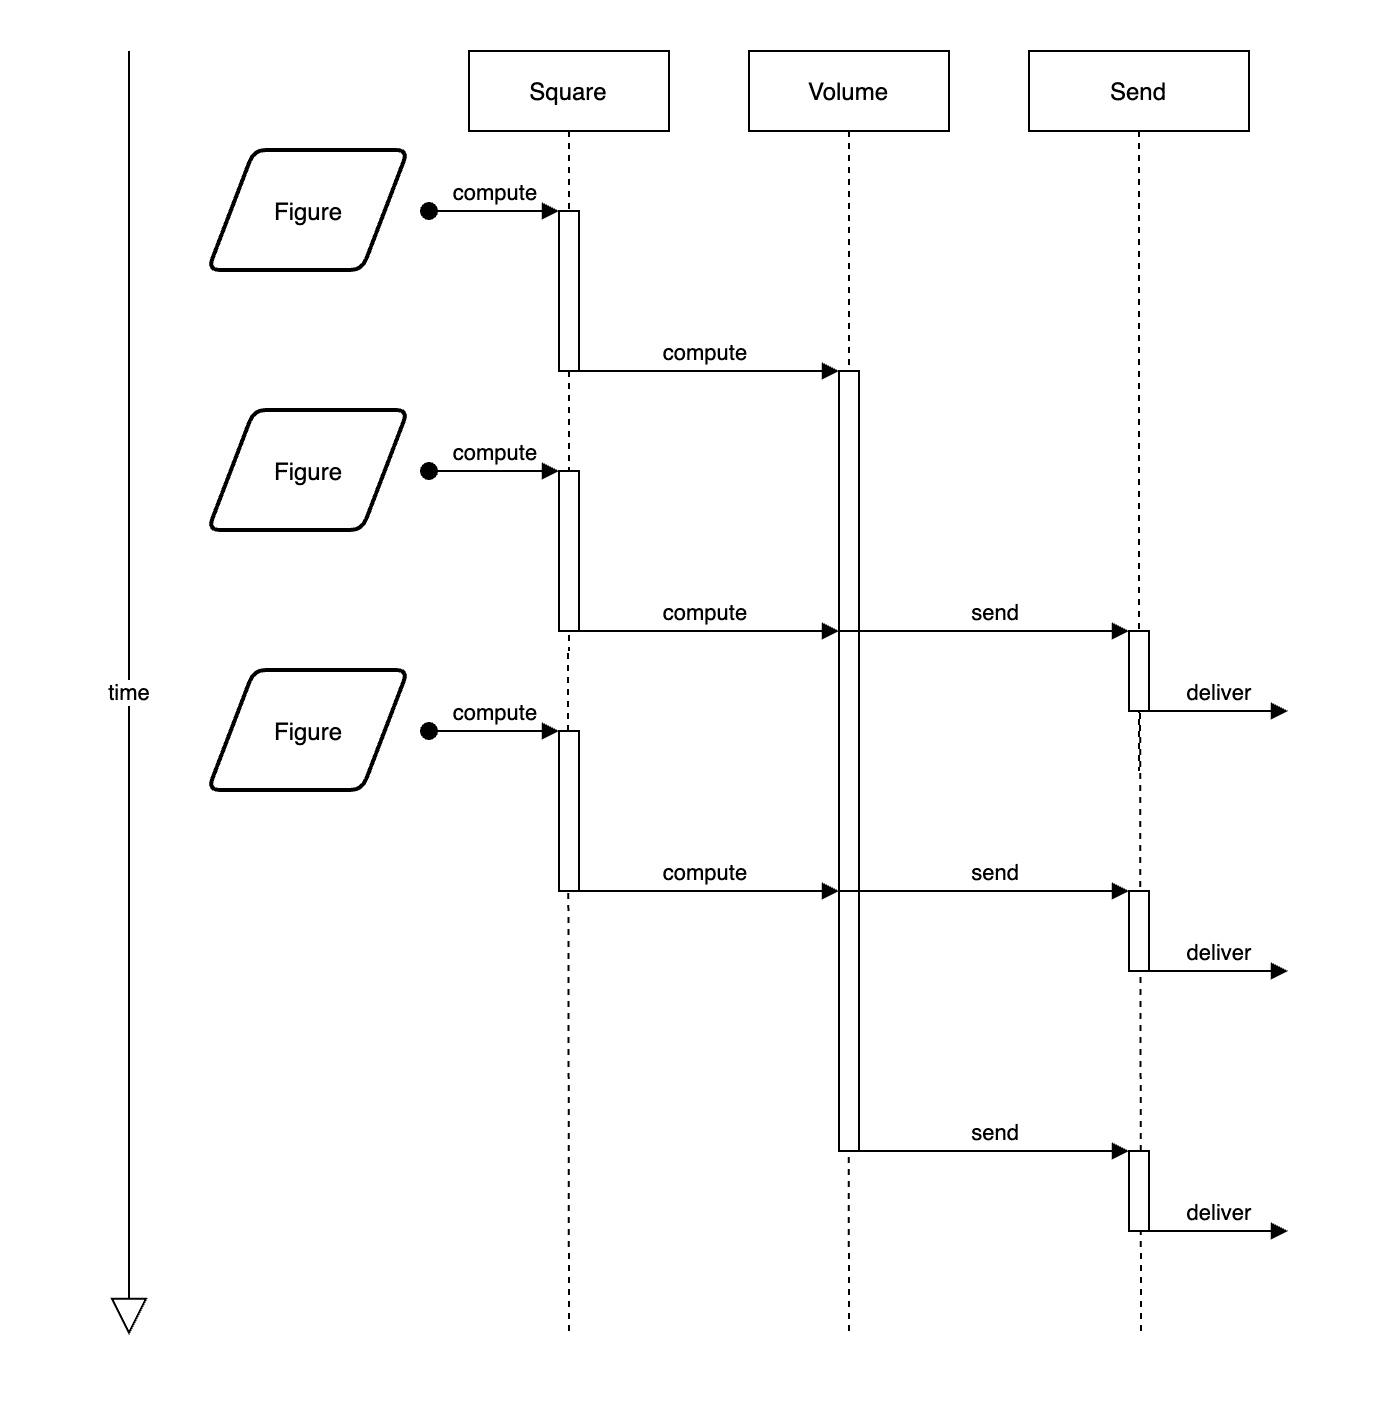 Square
Volume
Send
Figure
compute
compute
Figure
compute
compute
send
time
Figure
compute
deliver
compute
send
deliver
send
deliver